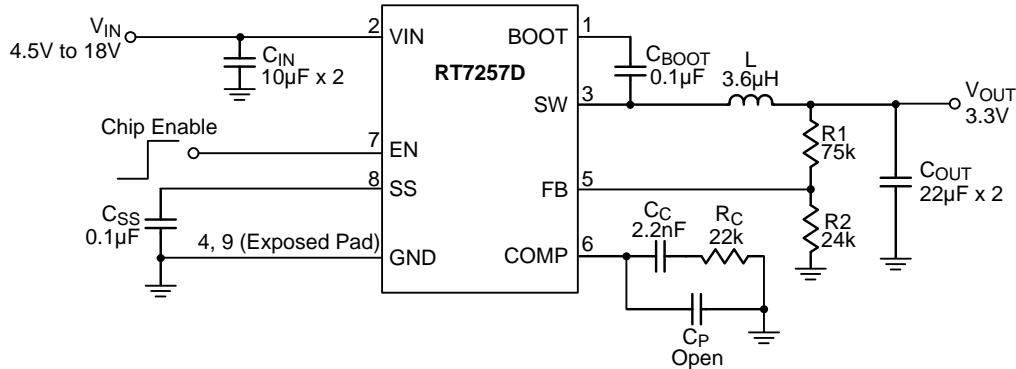 VIN
4.5V to 18V
CIN
10µF x 2
Chip Enable
CSS
0.1µF
4, 9 (Exposed Pad)
2
7
8
VIN
EN
SS
GND
RT7257D
BOOT
SW
FB
COMP
1
3
5
6
CBOOT
0.1µF
L
3.6µH
R1
75k
R2
24k
VOUT
3.3V
COUT
22µF x 2
CC
2.2nF
RC
22k
CP
Open